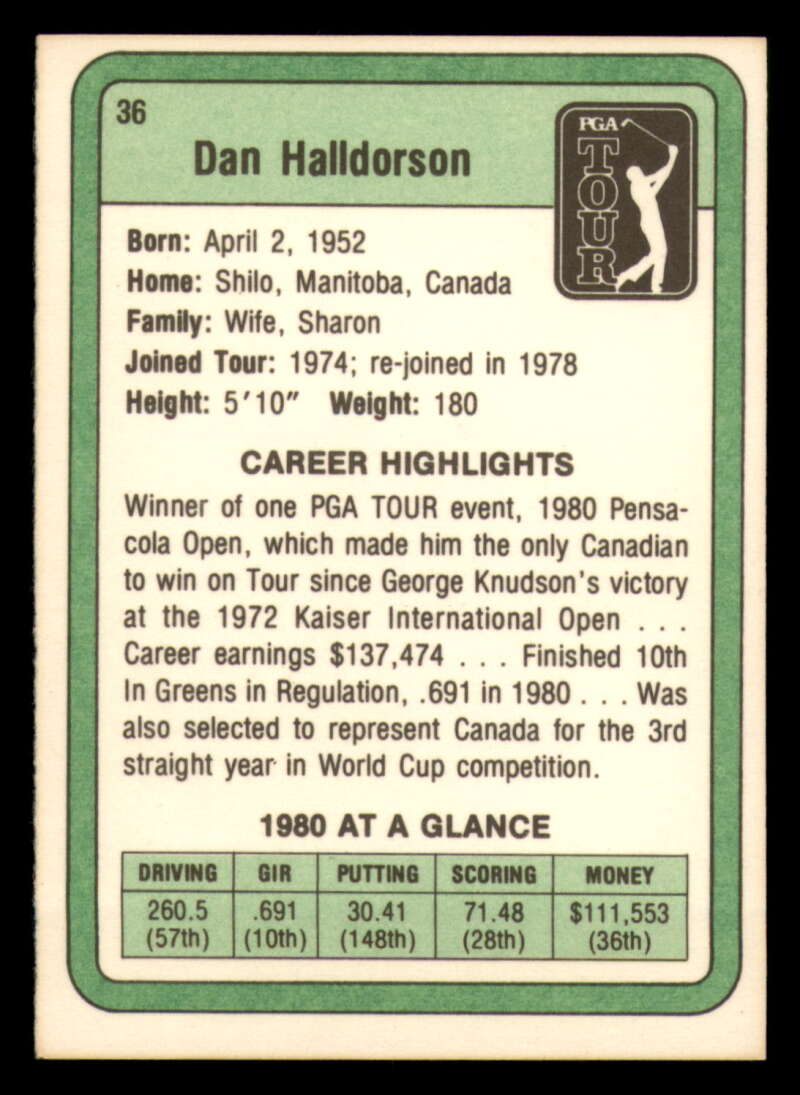 36
Dan Halldorson
PGA
TOUR
Born: April 2, 1952
Home: Shilo, Manitoba, Canada
Family: Wife, Sharon
Joined Tour: 1974; re-joined in 1978
Height: 5'10" Weight: 180
CAREER HIGHLIGHTS
Winner of one PGA TOUR event, 1980 Pensa-
cola Open, which made him the only Canadian
to win on Tour since George Knudson's victory
at the 1972 Kaiser International Open . . .
Career earnings $137,474 . . . Finished 10th
In Greens in Regulation, .691 in 1980 . . . Was
also selected to represent Canada for the 3rd
straight year in World Cup competition.
1980 AT A GLANCE
DRIVING GIR PUTTING SCORING MONEY
260.5 .691 30.41 71.48 $111,553
(57th) (10th) (148th) (28th) (36th)